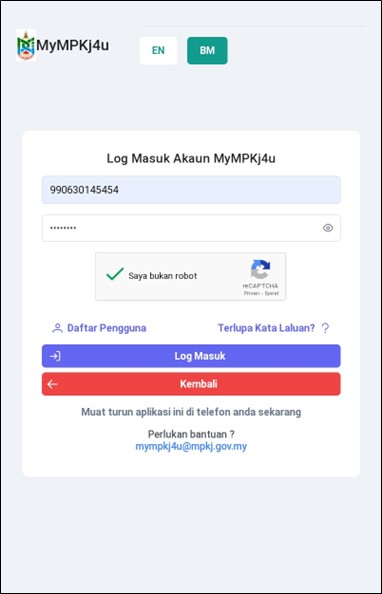 MyMPKj4u
EN
BM
Log Masuk Akaun MyMPKj4u
990630145454
••••••••
Saya bukan robot
reCAPTCHA
Privasi - Syarat
Daftar Pengguna
Terlupa Kata Laluan? ?
Log Masuk
Kembali
Muat turun aplikasi ini di telefon anda sekarang
Perlukan bantuan ?
mympkj4u@mpkj.gov.my